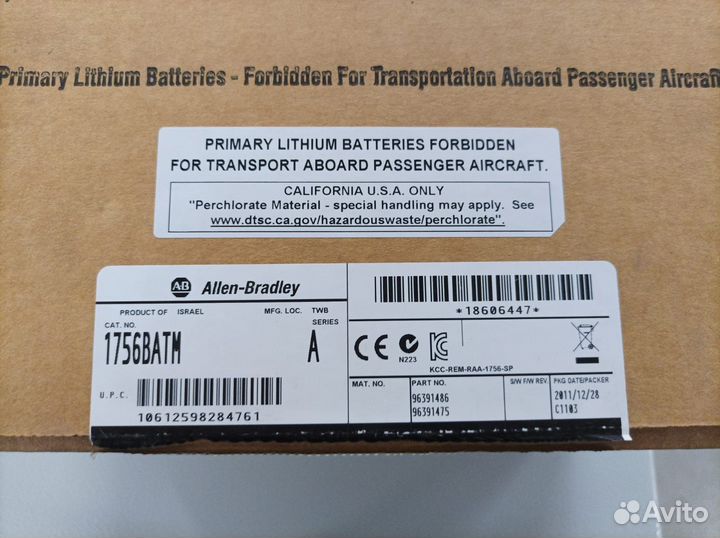 Primary Lithium Batteries - Forbidden For Transportation Aboard Passenger Aircraft
PRIMARY LITHIUM BATTERIES FORBIDDEN
FOR TRANSPORT ABOARD PASSENGER AIRCRAFT.
CALIFORNIA U.S.A. ONLY
"Perchlorate Material - special handling may apply. See
www.dtsc.ca.gov/hazardouswaste/perchlorate".
AB Allen-Bradley
PRODUCT OF ISRAEL MFG. LOC. TWB
CAT. NO. SERIES
1756BATM A
U.P.C.
10612598284761
*18606447*
CE N223
KCC-REM-RAA-1756-SP
MAT. NO. PART NO. S/W F/W REV. PKG DATE/PACKER
96391486 2011/12/28
96391475 C1103
Avito